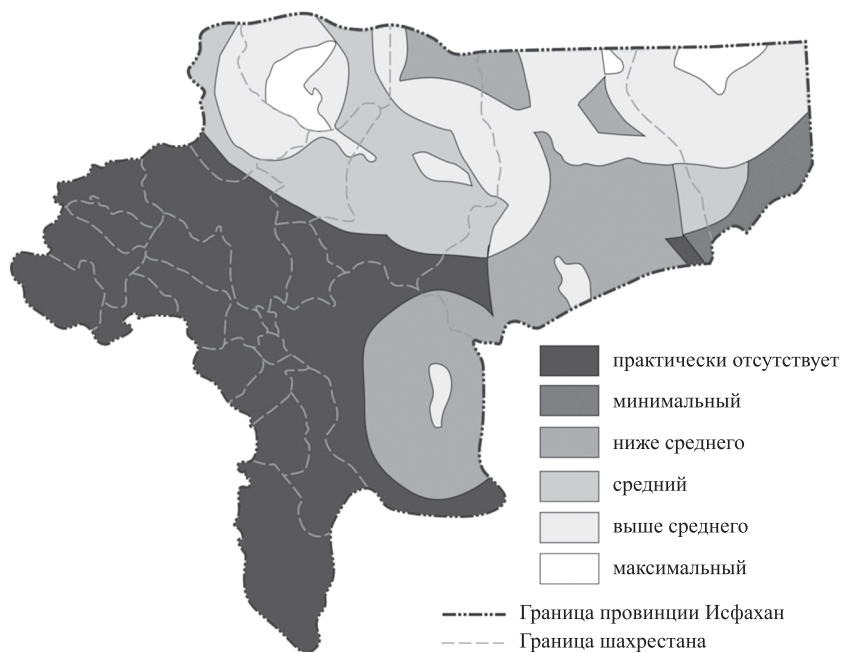 практически отсутствует
минимальный
ниже среднего
средний
выше среднего
максимальный
Граница провинции Исфахан
Граница шахрестана